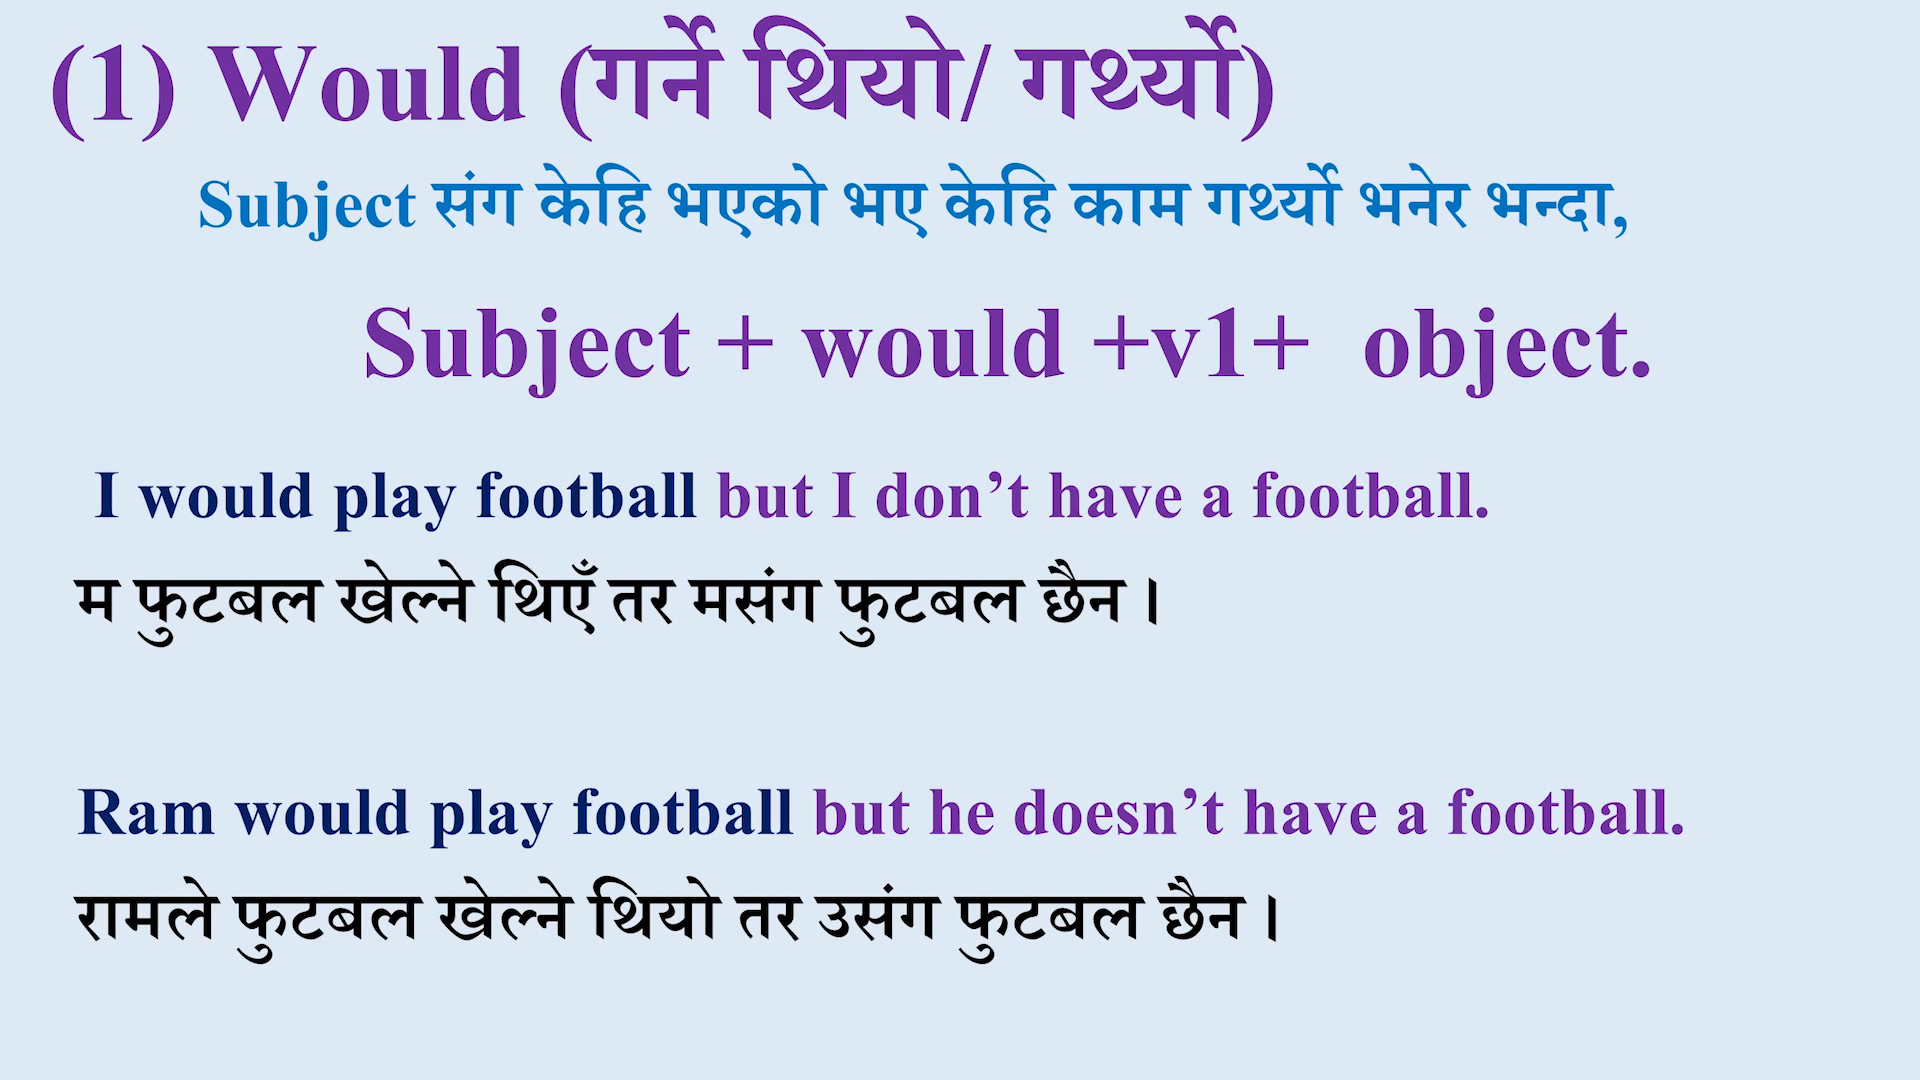 (1) Would (गर्ने थियो/ गर्थ्यो)
Subject संग केहि भएको भए केहि काम गर्थ्यो भनेर भन्दा,
Subject + would +v1+ object.
I would play football but I don’t have a football.
म फुटबल खेल्ने थिएँ तर मसंग फुटबल छैन ।
Ram would play football but he doesn’t have a football.
रामले फुटबल खेल्ने थियो तर उसंग फुटबल छैन ।